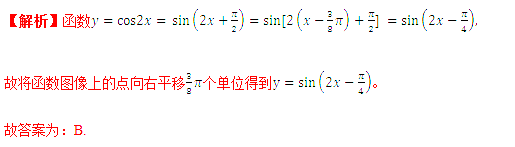 【解析】函数y = cos2x = sin(2x + π/2) = sin[2(x − 3/8 π) + π/2] = sin(2x − π/4),
故将函数图像上的点向右平移3/8 π个单位得到y = sin(2x − π/4)。
故答案为：B.